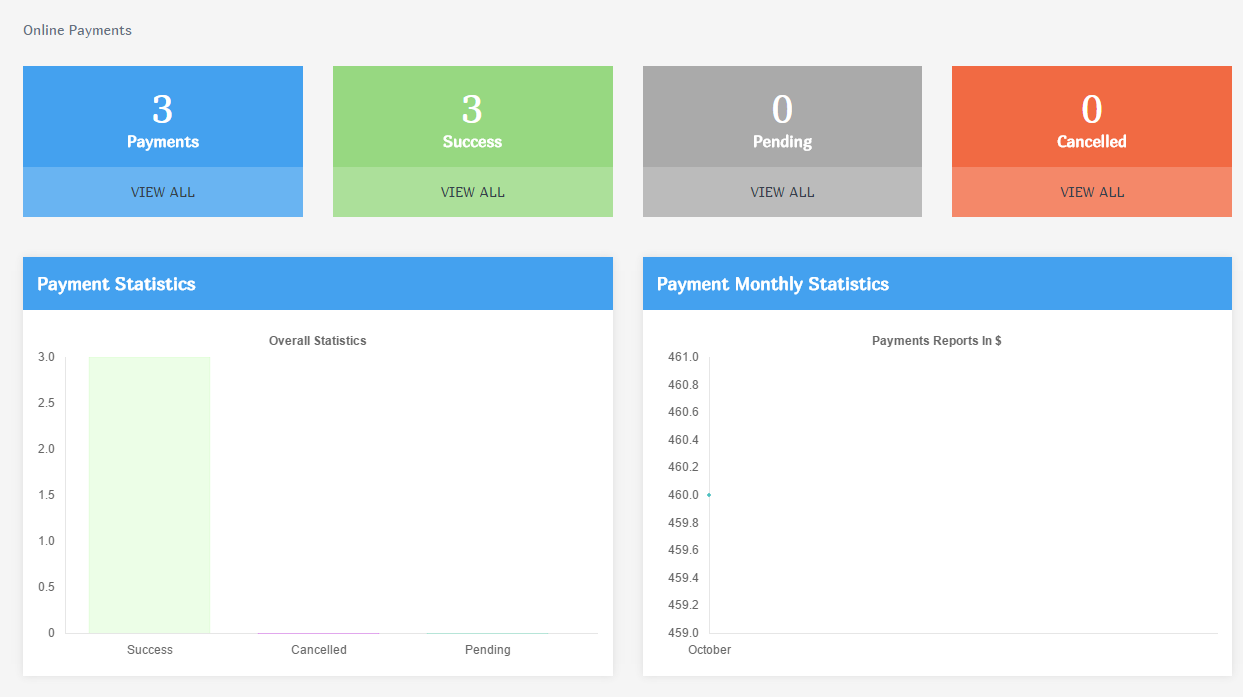 Online Payments
3
Payments
VIEW ALL
3
Success
VIEW ALL
0
Pending
VIEW ALL
0
Cancelled
VIEW ALL
Payment Statistics
Overall Statistics
3.0
2.5
2.0
1.5
1.0
0.5
0
Success Cancelled Pending
Payment Monthly Statistics
Payments Reports In $
461.0
460.8
460.6
460.4
460.2
460.0
459.8
459.6
459.4
459.2
459.0
October